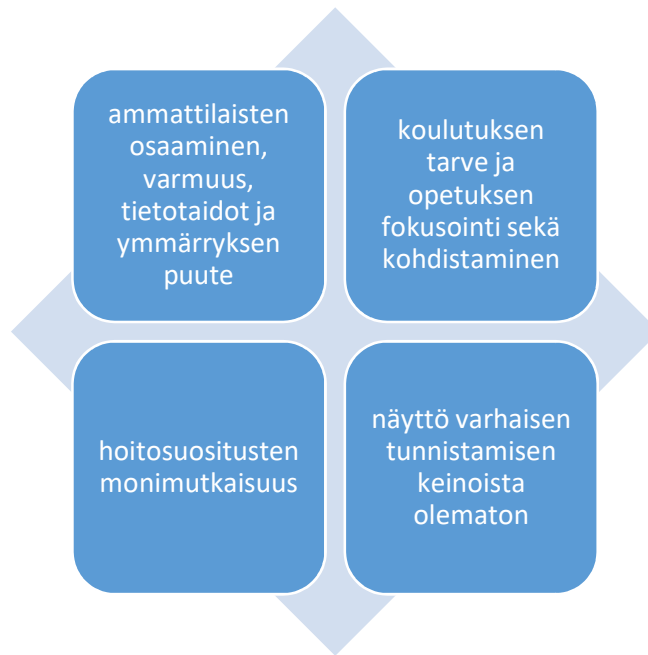 ammattilaisten
osaaminen,
varmuus,
tietotaidot ja
ymmärryksen
puute
koulutuksen
tarve ja
opetuksen
fokusointi sekä
kohdistaminen
hoitosuositusten
monimutkaisuus
näyttö varhaisen
tunnistamisen
keinoista
olematon